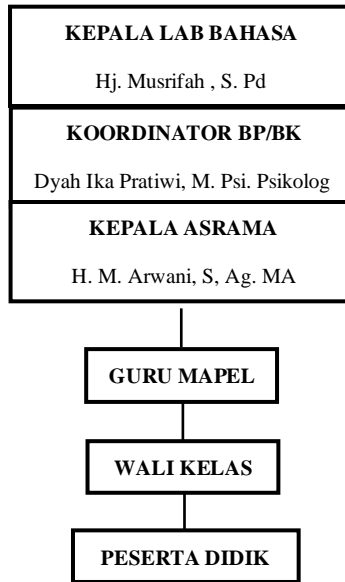 KEPALA LAB BAHASA
Hj. Musrifah , S. Pd
KOORDINATOR BP/BK
Dyah Ika Pratiwi, M. Psi. Psikolog
KEPALA ASRAMA
H. M. Arwani, S, Ag. MA
GURU MAPEL
WALI KELAS
PESERTA DIDIK